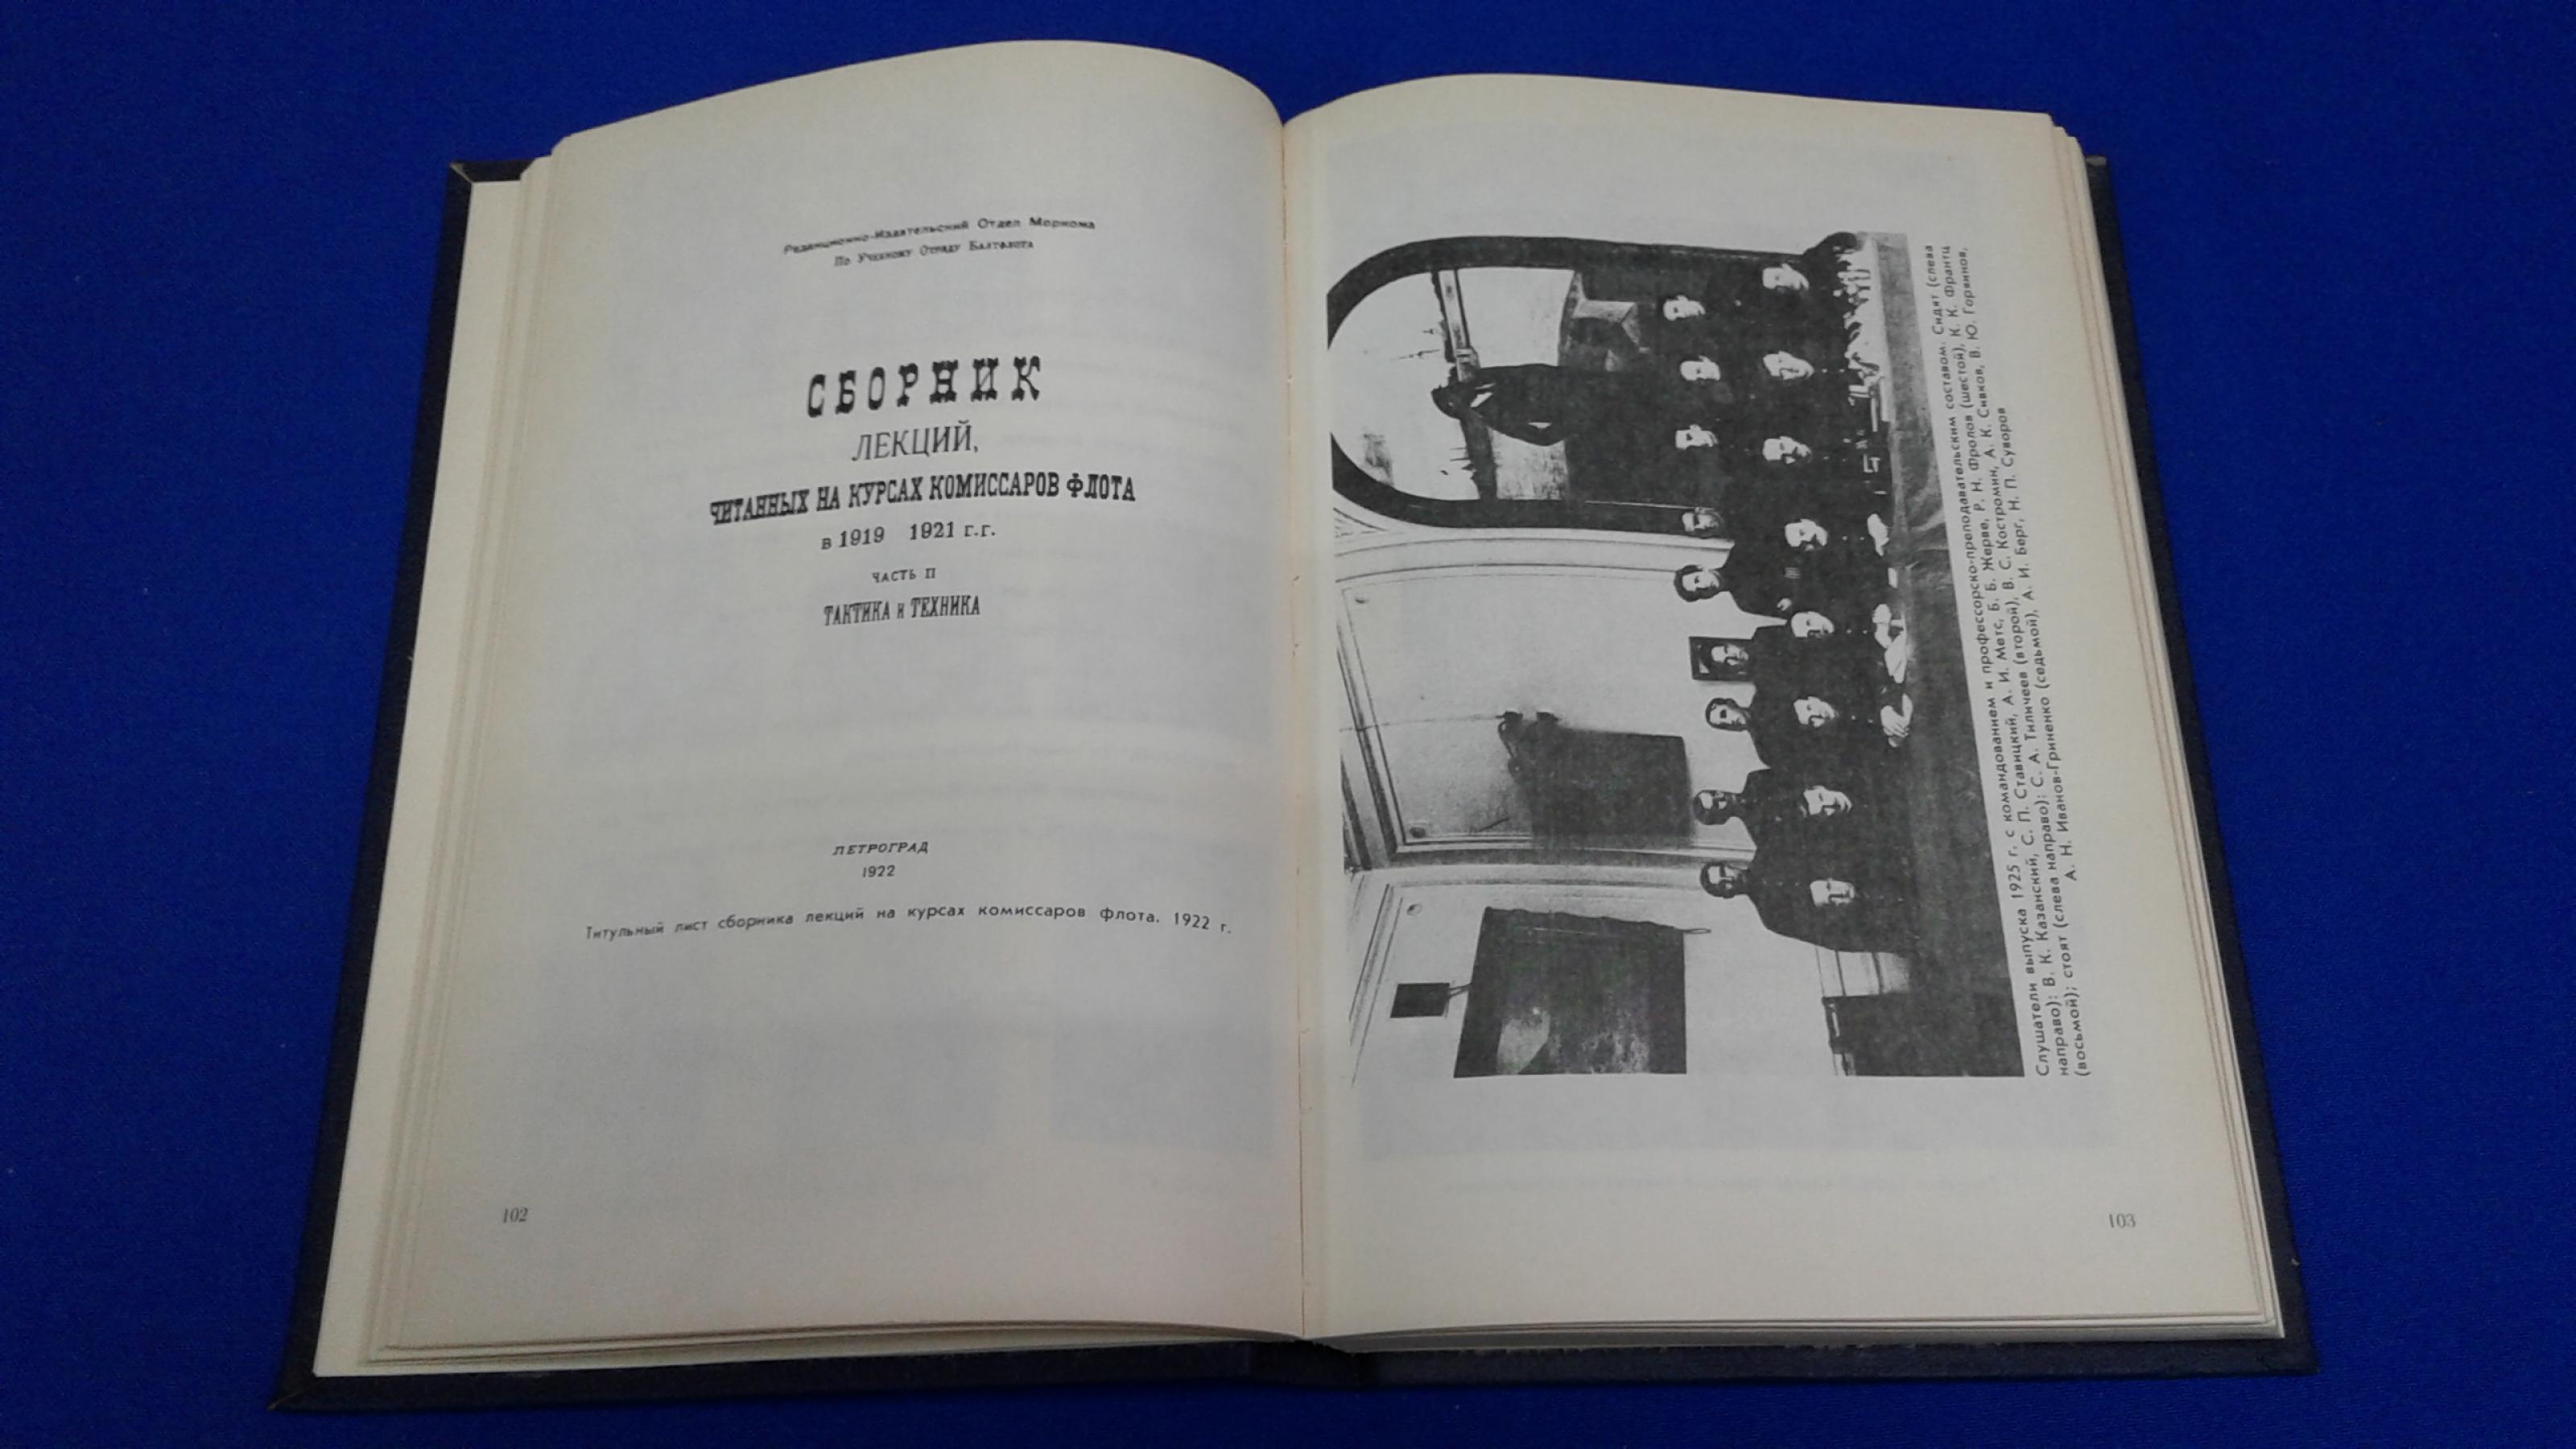 Редакционно-Издательский Отдел Моркома
По Учебному Отряду Балтфлота
СБОРНИК
ЛЕКЦИЙ,
ЧИТАННЫХ НА КУРСАХ КОМИССАРОВ ФЛОТА
в 1919 1921 г.г.
ЧАСТЬ II
ТАКТИКА и ТЕХНИКА
ПЕТРОГРАД
1922
Титульный лист сборника лекций на курсах комиссаров флота. 1922 г.
102
Слушатели выпуска 1925 г. с командованием и профессорско-преподавательским составом. Сидят (слева
направо): В. К. Казанский, С. П. Ставицкий, А. И. Метс, Б. Б. Жерве, Р. Н. Фролов (шестой), К. К. Франтц
(восьмой); стоят (слева направо): С. А. Тиличеев (второй), В. С. Костромин, А. К. Сивков, В. Ю. Горяинов,
А. Н. Иванов-Гриненко (седьмой), А. И. Берг, Н. П. Суворов
103